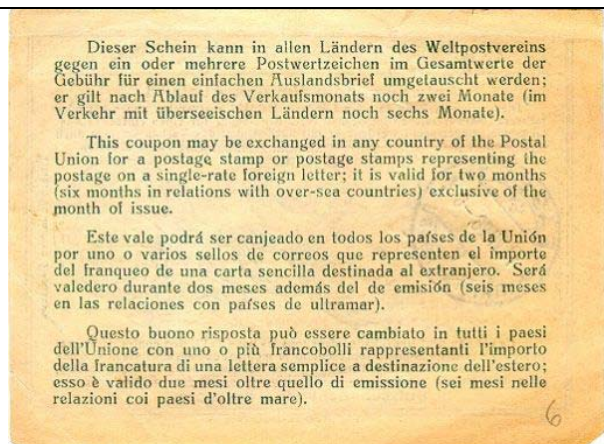 Dieser Schein kann in allen Ländern des Weltpostvereins
gegen ein oder mehrere Postwertzeichen im Gesamtwerte der
Gebühr für einen einfachen Auslandsbrief umgetauscht werden;
er gilt nach Ablauf des Verkaufsmonats noch zwei Monate (im
Verkehr mit überseeischen Ländern noch sechs Monate).
This coupon may be exchanged in any country of the Postal
Union for a postage stamp or postage stamps representing the
postage on a single-rate foreign letter; it is valid for two months
(six months in relations with over-sea countries) exclusive of the
month of issue.
Este vale podrá ser canjeado en todos los países de la Unión
por uno o varios sellos de correos que representen el importe
del franqueo de una carta sencilla destinada al extranjero. Será
valedero durante dos meses además del de emisión (seis meses
en las relaciones con países de ultramar).
Questo buono risposta può essere cambiato in tutti i paesi
dell'Unione con uno o più francobolli rappresentanti l'importo
della francatura di una lettera semplice a destinazione dell'estero;
esso è valido due mesi oltre quello di emissione (sei mesi nelle
relazioni coi paesi d'oltre mare).
6